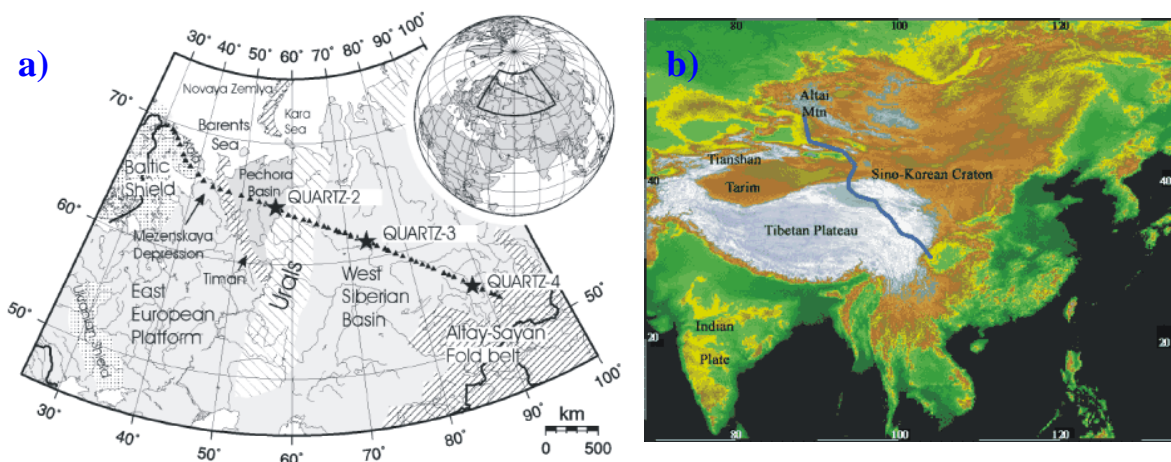 a)
30° 40° 50° 60° 70° 80° 90° 100°
Novaya Zemlya
Kara
Sea
70°
Barents
Sea
Baltic
Shield
Pechora
Basin
QUARTZ-2
60°
QUARTZ-3
Mezenskaya
Depression
Timan
Urals
West
Siberian
Basin
QUARTZ-4
50°
East
European
Platform
Ukrainian shield
50°
Altay-Sayan
Fold belt
100°
30°
40°
50°
60°
70°
80°
90°
km
0 500
b)
80 104 120
Altai
Mtn
Tianshan
40
Tarim
Sino-Korean Craton
40
Tibetan Plateau
Indian
Plate
20
20
80 100 120